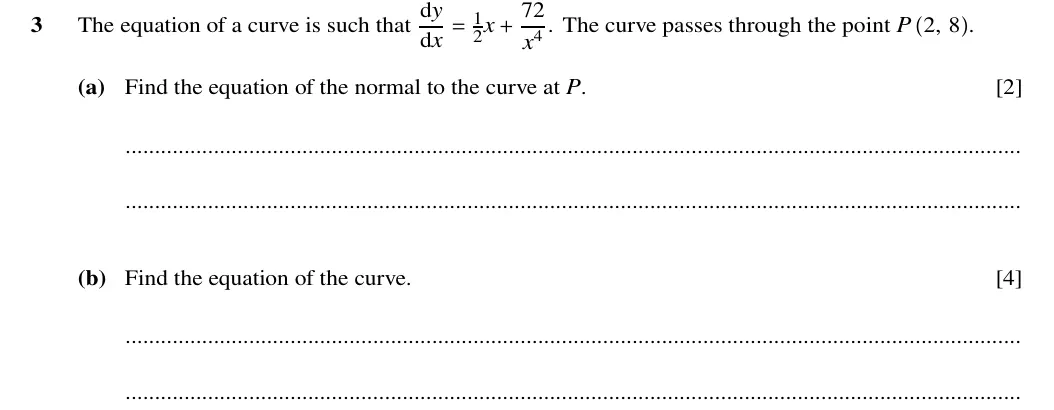 3 The equation of a curve is such that dy/dx = 1/2 x + 72/x⁴. The curve passes through the point P (2, 8).
(a) Find the equation of the normal to the curve at P. [2]
(b) Find the equation of the curve. [4]